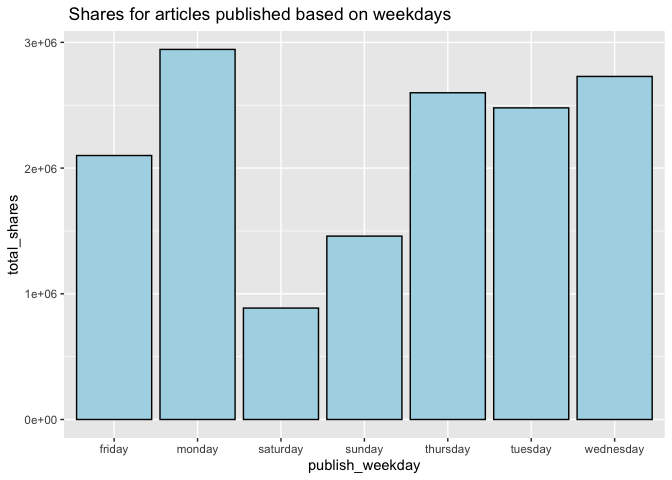 Shares for articles published based on weekdays
total_shares
3e+06
2e+06
1e+06
0e+00
friday monday saturday sunday thursday tuesday wednesday
publish_weekday